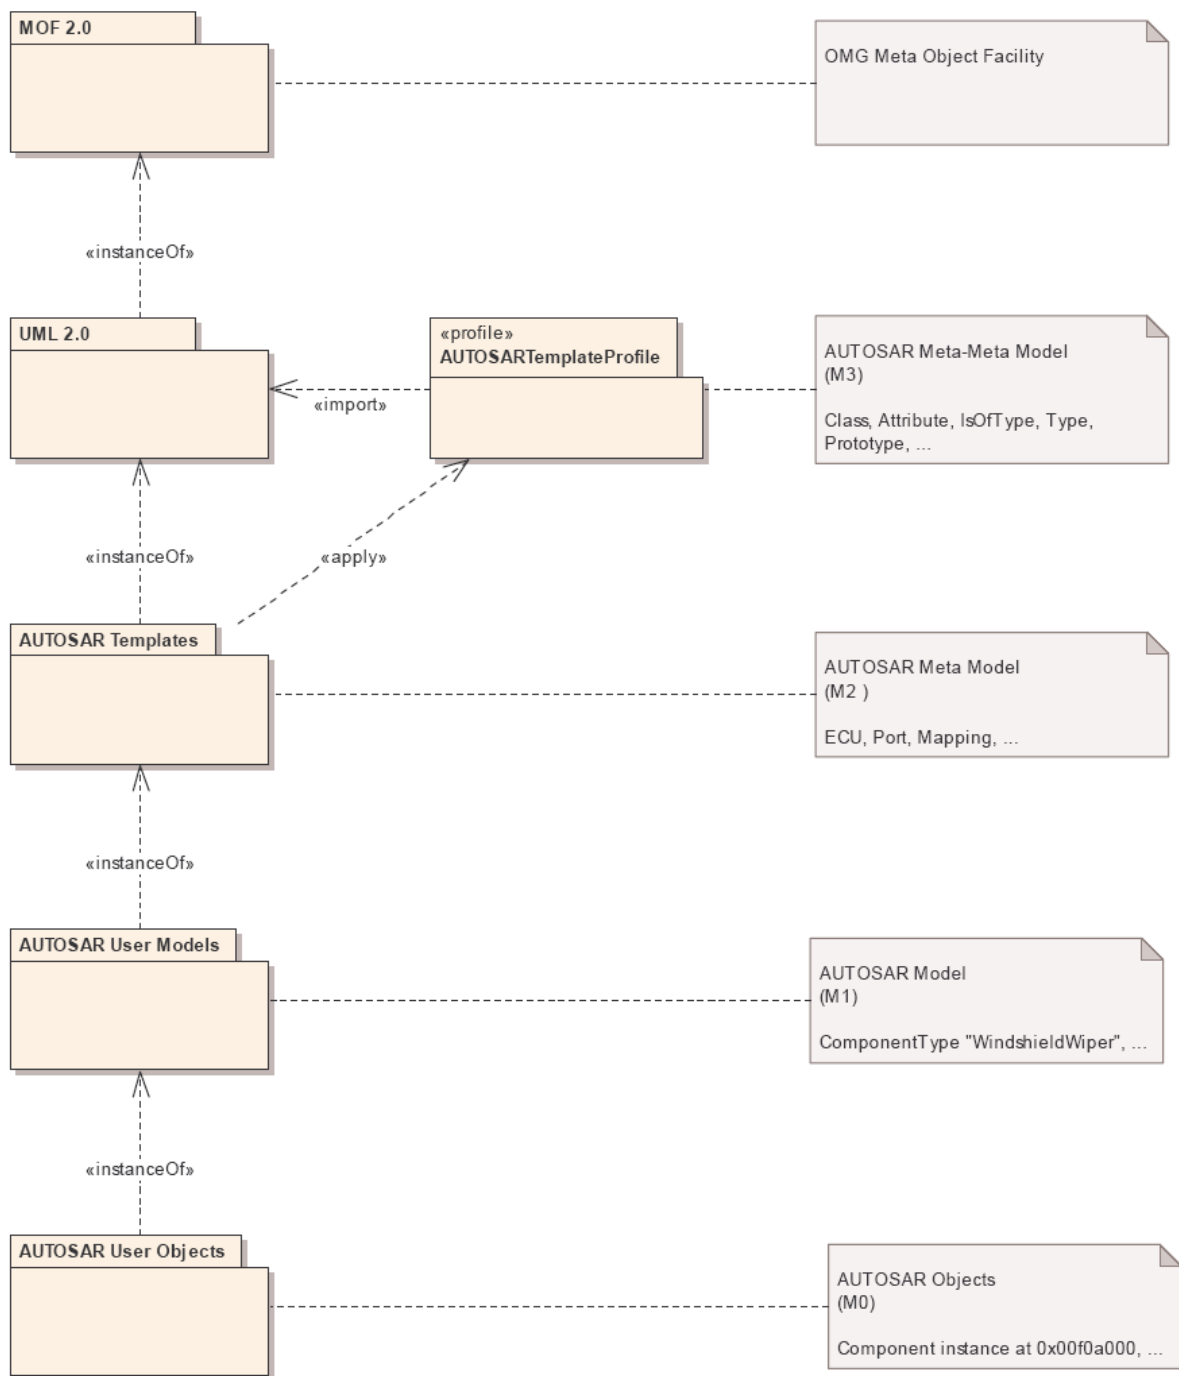 MOF 2.0
OMG Meta Object Facility
«instanceOf»
UML 2.0
«profile»
AUTOSARTemplateProfile
«import»
AUTOSAR Meta-Meta Model
(M3)
Class, Attribute, IsOfType, Type,
Prototype, ...
«instanceOf»
«apply»
AUTOSAR Templates
AUTOSAR Meta Model
(M2 )
ECU, Port, Mapping, ...
«instanceOf»
AUTOSAR User Models
AUTOSAR Model
(M1)
ComponentType "WindshieldWiper", ...
«instanceOf»
AUTOSAR User Objects
AUTOSAR Objects
(M0)
Component instance at 0x00f0a000, ...